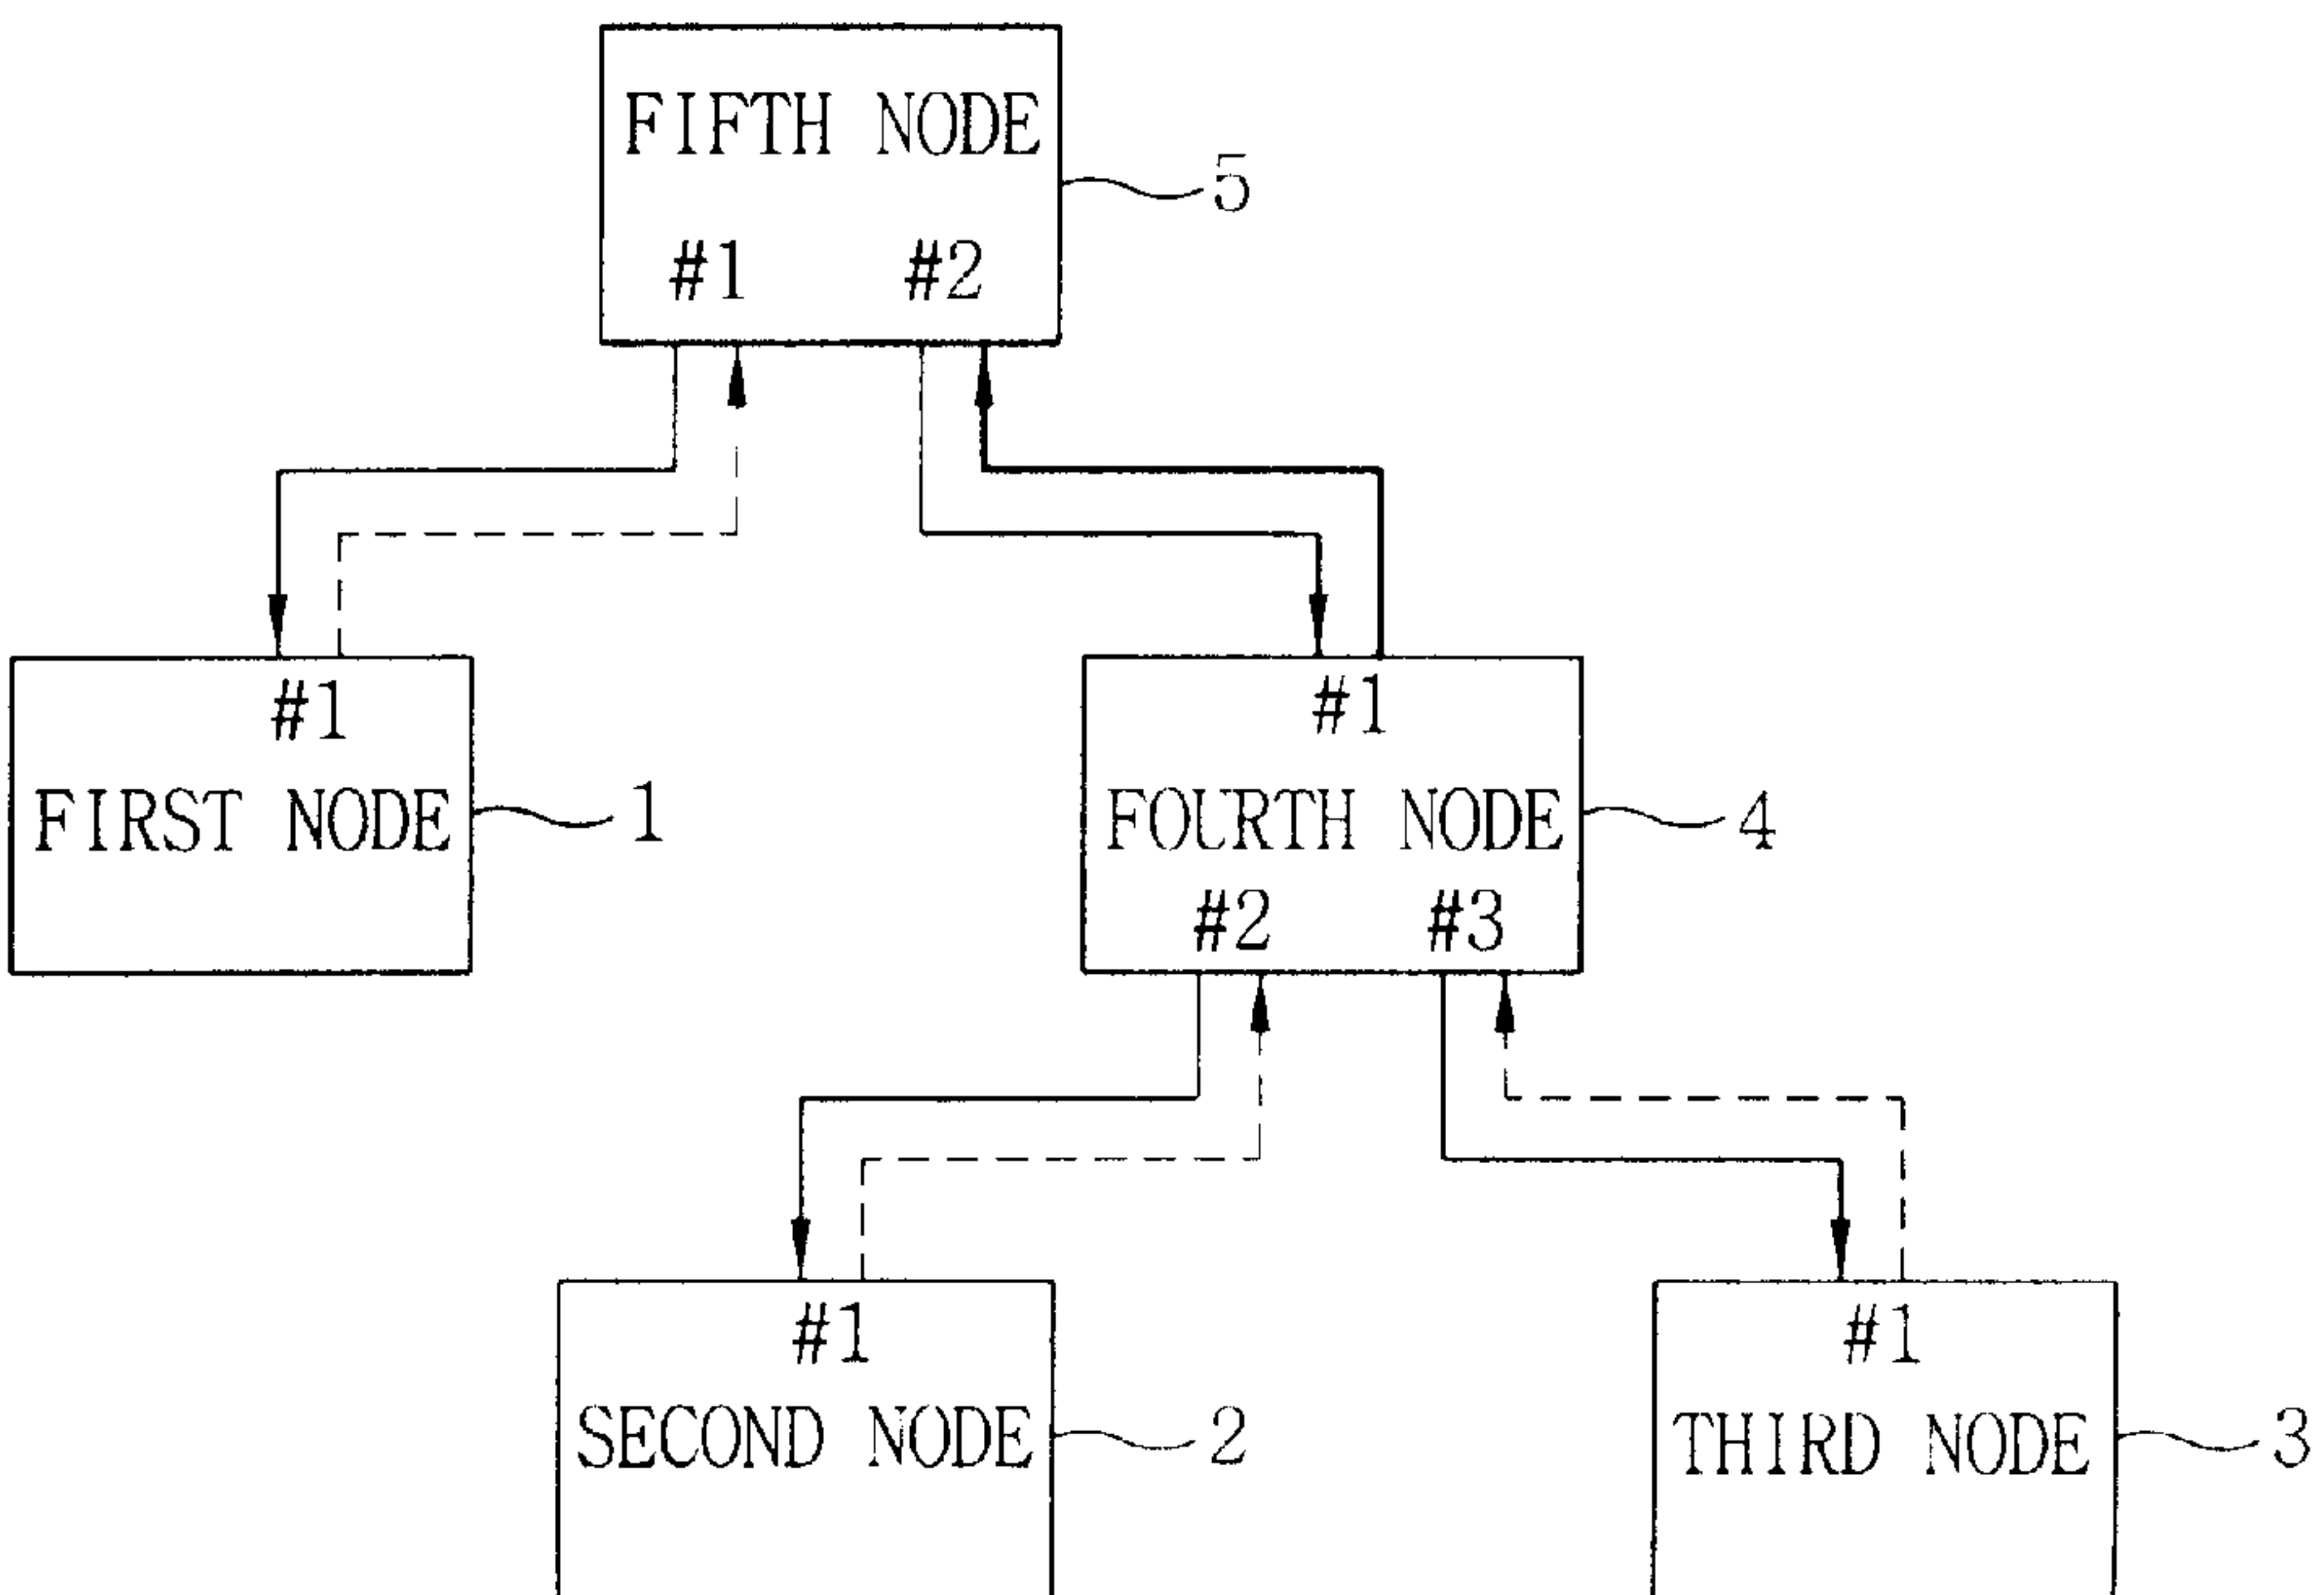 FIFTH NODE
5
#1 #2
#1
#1
FIRST NODE
1
FOURTH NODE
4
#2 #3
#1
#1
SECOND NODE
2
THIRD NODE
3